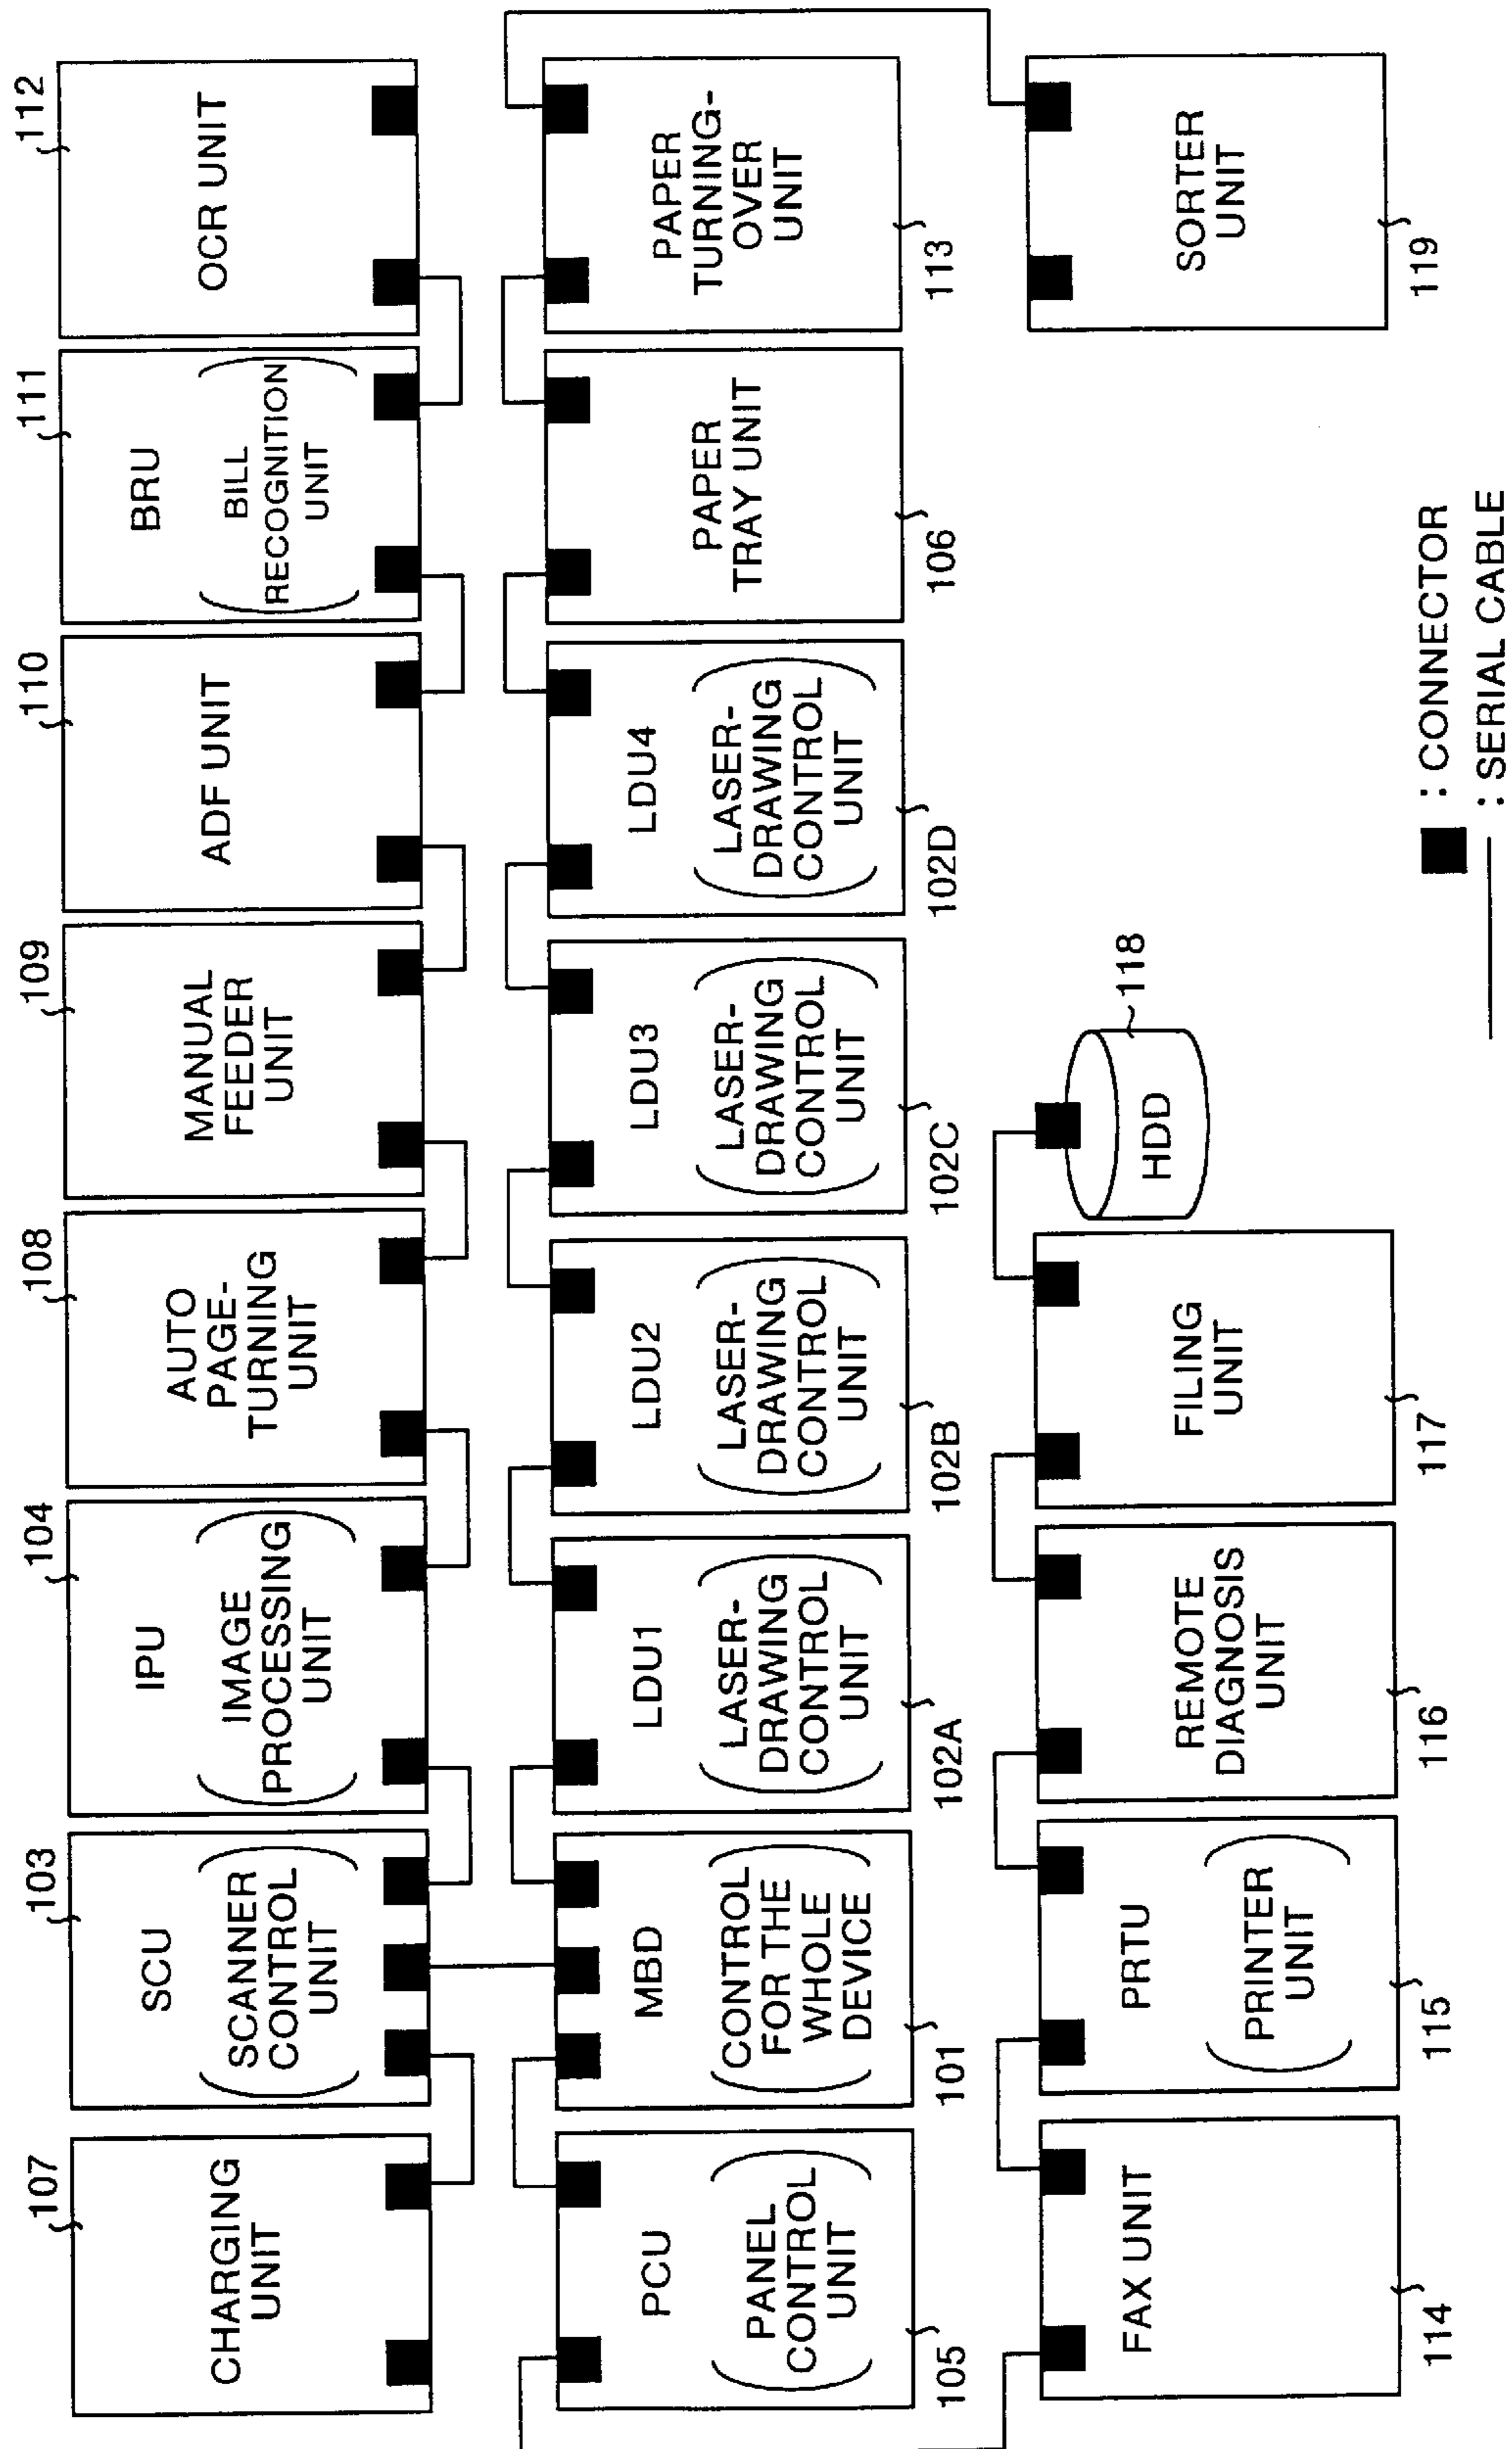 107
CHARGING
UNIT
103
SCU
SCANNER
CONTROL
UNIT
104
IPU
IMAGE
PROCESSING
UNIT
108
AUTO
PAGE-
TURNING
UNIT
109
MANUAL
FEEDER
UNIT
110
ADF UNIT
111
BRU
BILL
RECOGNITION
UNIT
112
OCR UNIT
PCU
PANEL
CONTROL
UNIT
105
MBD
CONTROL
FOR THE
WHOLE
DEVICE
101
LDU1
LASER-
DRAWING
CONTROL
UNIT
102A
LDU2
LASER-
DRAWING
CONTROL
UNIT
102B
LDU3
LASER-
DRAWING
CONTROL
UNIT
102C
LDU4
LASER-
DRAWING
CONTROL
UNIT
102D
PAPER
TRAY UNIT
106
PAPER
TURNING-
OVER
UNIT
113
FAX UNIT
114
PRTU
PRINTER
UNIT
115
REMOTE
DIAGNOSIS
UNIT
116
FILING
UNIT
117
HDD
118
SORTER
UNIT
119
: CONNECTOR
: SERIAL CABLE